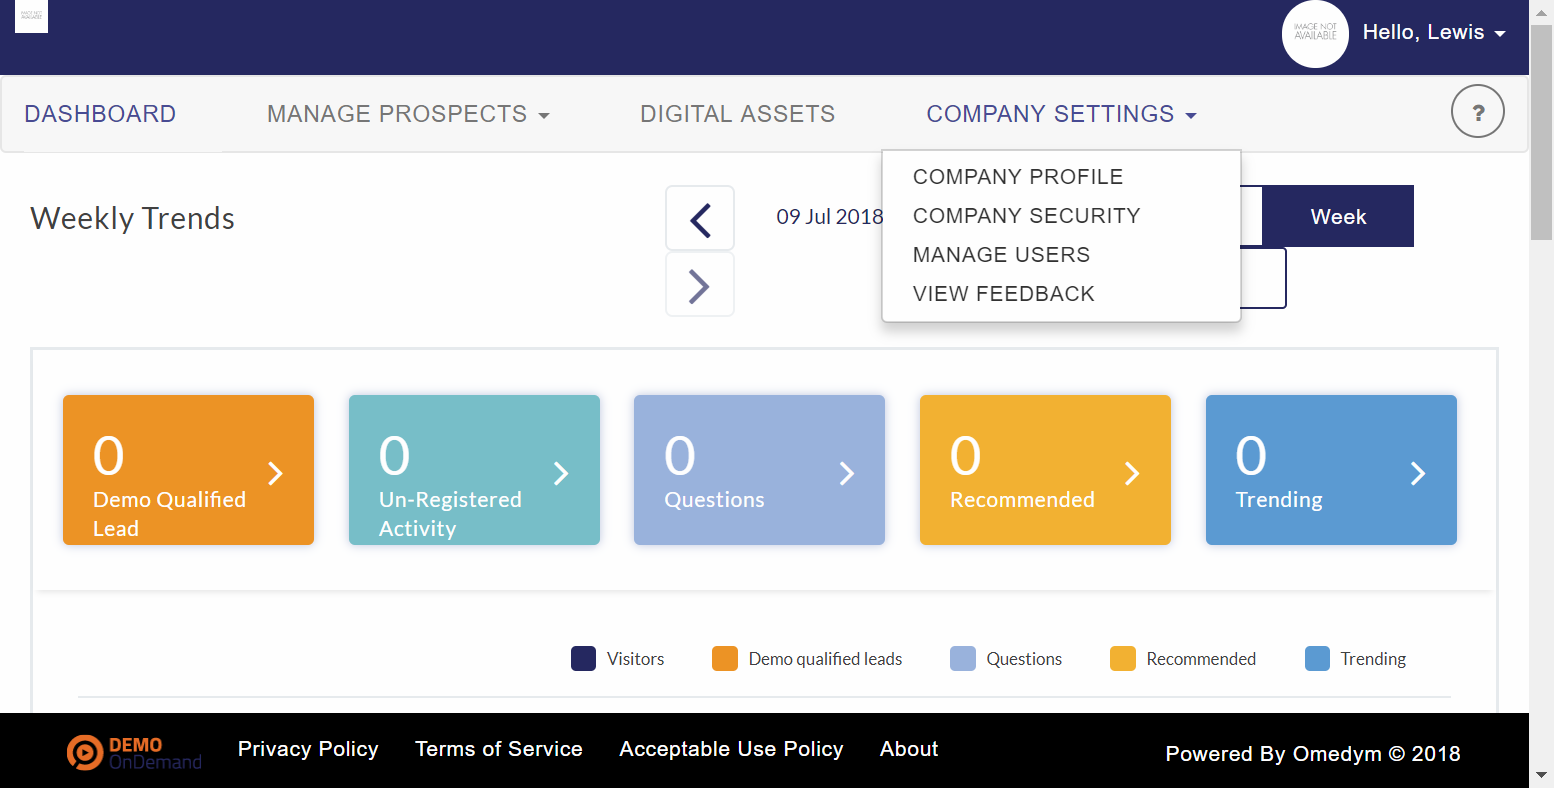 IMAGE NOT
AVAILABLE
Hello, Lewis
DASHBOARD
MANAGE PROSPECTS
DIGITAL ASSETS
COMPANY SETTINGS
?
COMPANY PROFILE
COMPANY SECURITY
MANAGE USERS
VIEW FEEDBACK
Weekly Trends
09 Jul 2018
Week
0
Demo Qualified
Lead
0
Un-Registered
Activity
0
Questions
0
Recommended
0
Trending
Visitors
Demo qualified leads
Questions
Recommended
Trending
DEMO
OnDemand
Privacy Policy
Terms of Service
Acceptable Use Policy
About
Powered By Omedym © 2018